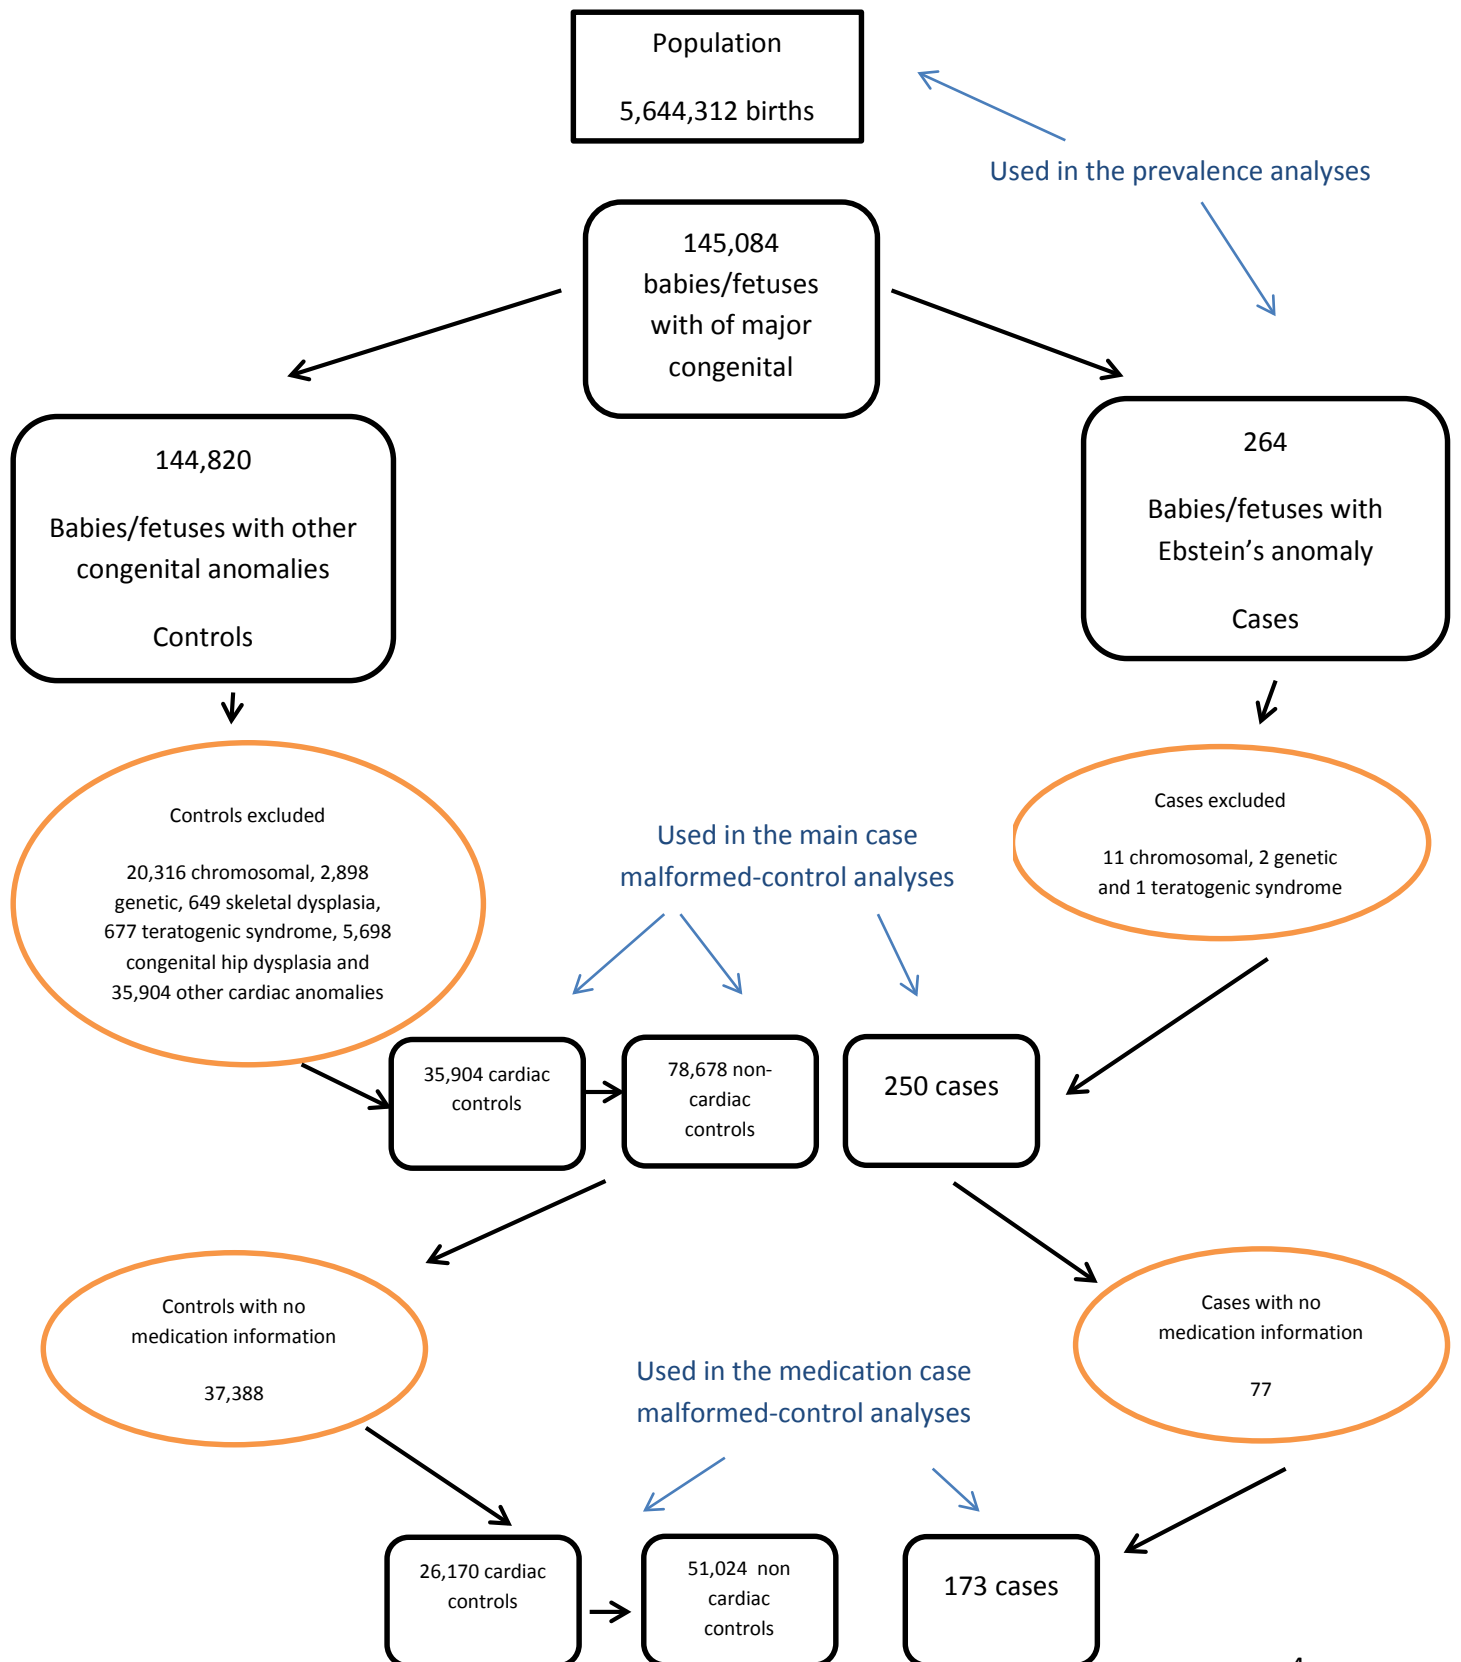 Population
5,644,312 births
Used in the prevalence analyses
145,084
babies/fetuses
with of major
congenital
144,820
Babies/fetuses with other
congenital anomalies
Controls
264
Babies/fetuses with
Ebstein’s anomaly
Cases
Controls excluded
20,316 chromosomal, 2,898
genetic, 649 skeletal dysplasia,
677 teratogenic syndrome, 5,698
congenital hip dysplasia and
35,904 other cardiac anomalies
Used in the main case
malformed-control analyses
Cases excluded
11 chromosomal, 2 genetic
and 1 teratogenic syndrome
35,904 cardiac
controls
78,678 non-
cardiac
controls
250 cases
Controls with no
medication information
37,388
Used in the medication case
malformed-control analyses
Cases with no
medication information
77
26,170 cardiac
controls
51,024 non
cardiac
controls
173 cases